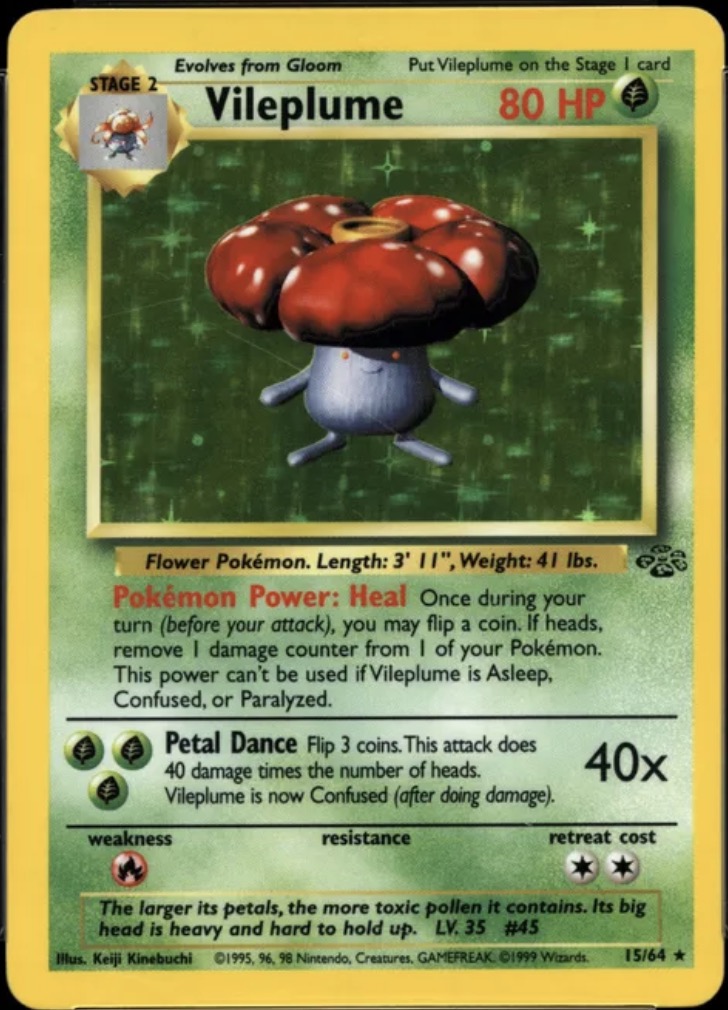 Evolves from Gloom Put Vileplume on the Stage 1 card
STAGE 2
Vileplume 80 HP
Flower Pokémon. Length: 3' 11", Weight: 41 lbs.
Pokémon Power: Heal Once during your
turn (before your attack), you may flip a coin. If heads,
remove 1 damage counter from 1 of your Pokémon.
This power can't be used if Vileplume is Asleep,
Confused, or Paralyzed.
Petal Dance Flip 3 coins. This attack does
40 damage times the number of heads.
Vileplume is now Confused (after doing damage).
40x
weakness resistance retreat cost
The larger its petals, the more toxic pollen it contains. Its big
head is heavy and hard to hold up. LV. 35 #45
Illus. Keiji Kinebuchi ©1995, 96, 98 Nintendo, Creatures, GAMEFREAK. ©1999 Wizards. 15/64 ★